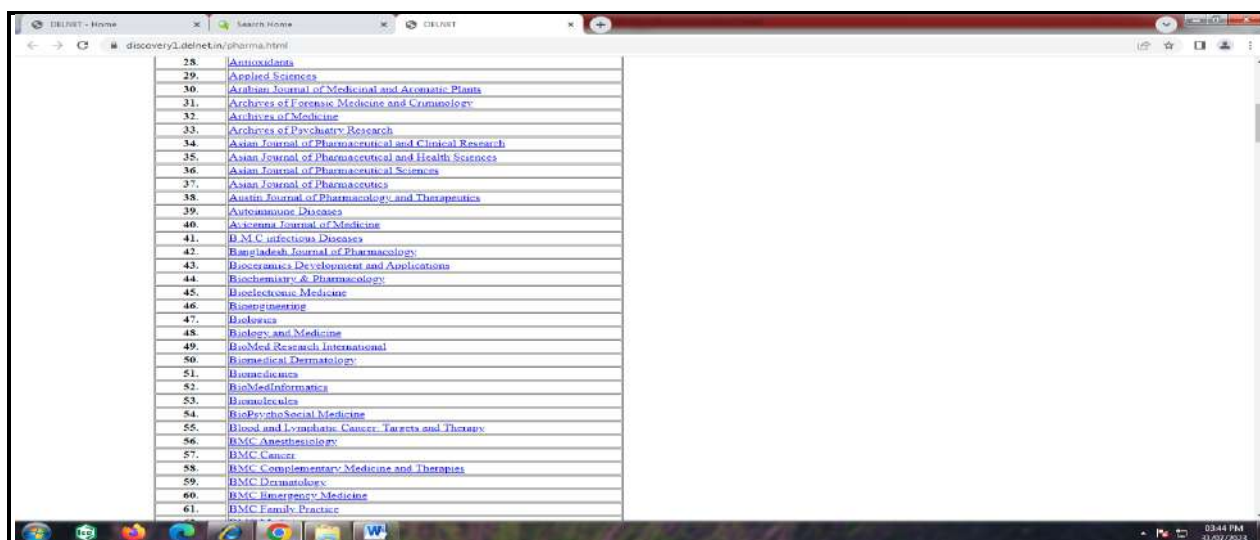 DELNET - Home
Search Home
DELNET
discovery1.delnet.in/pharma.html
28. Antioxidants
29. Applied Sciences
30. Arabian Journal of Medicinal and Aromatic Plants
31. Archives of Forensic Medicine and Criminology
32. Archives of Medicine
33. Archives of Psychiatry Research
34. Asian Journal of Pharmaceutical and Clinical Research
35. Asian Journal of Pharmaceutical and Health Sciences
36. Asian Journal of Pharmaceutical Sciences
37. Asian Journal of Pharmaceutics
38. Austin Journal of Pharmacology and Therapeutics
39. Autoimmune Diseases
40. Avicenna Journal of Medicine
41. B M C infectious Diseases
42. Bangladesh Journal of Pharmacology
43. Bioceramics Development and Applications
44. Biochemistry & Pharmacology
45. Bioelectronic Medicine
46. Bioengineering
47. Biologics
48. Biology and Medicine
49. BioMed Research International
50. Biomedical Dermatology
51. Biomedicines
52. BioMedInformatics
53. Biomolecules
54. BioPsychoSocial Medicine
55. Blood and Lymphatic Cancer: Targets and Therapy
56. BMC Anesthesiology
57. BMC Cancer
58. BMC Complementary Medicine and Therapies
59. BMC Dermatology
60. BMC Emergency Medicine
61. BMC Family Practice
03:44 PM